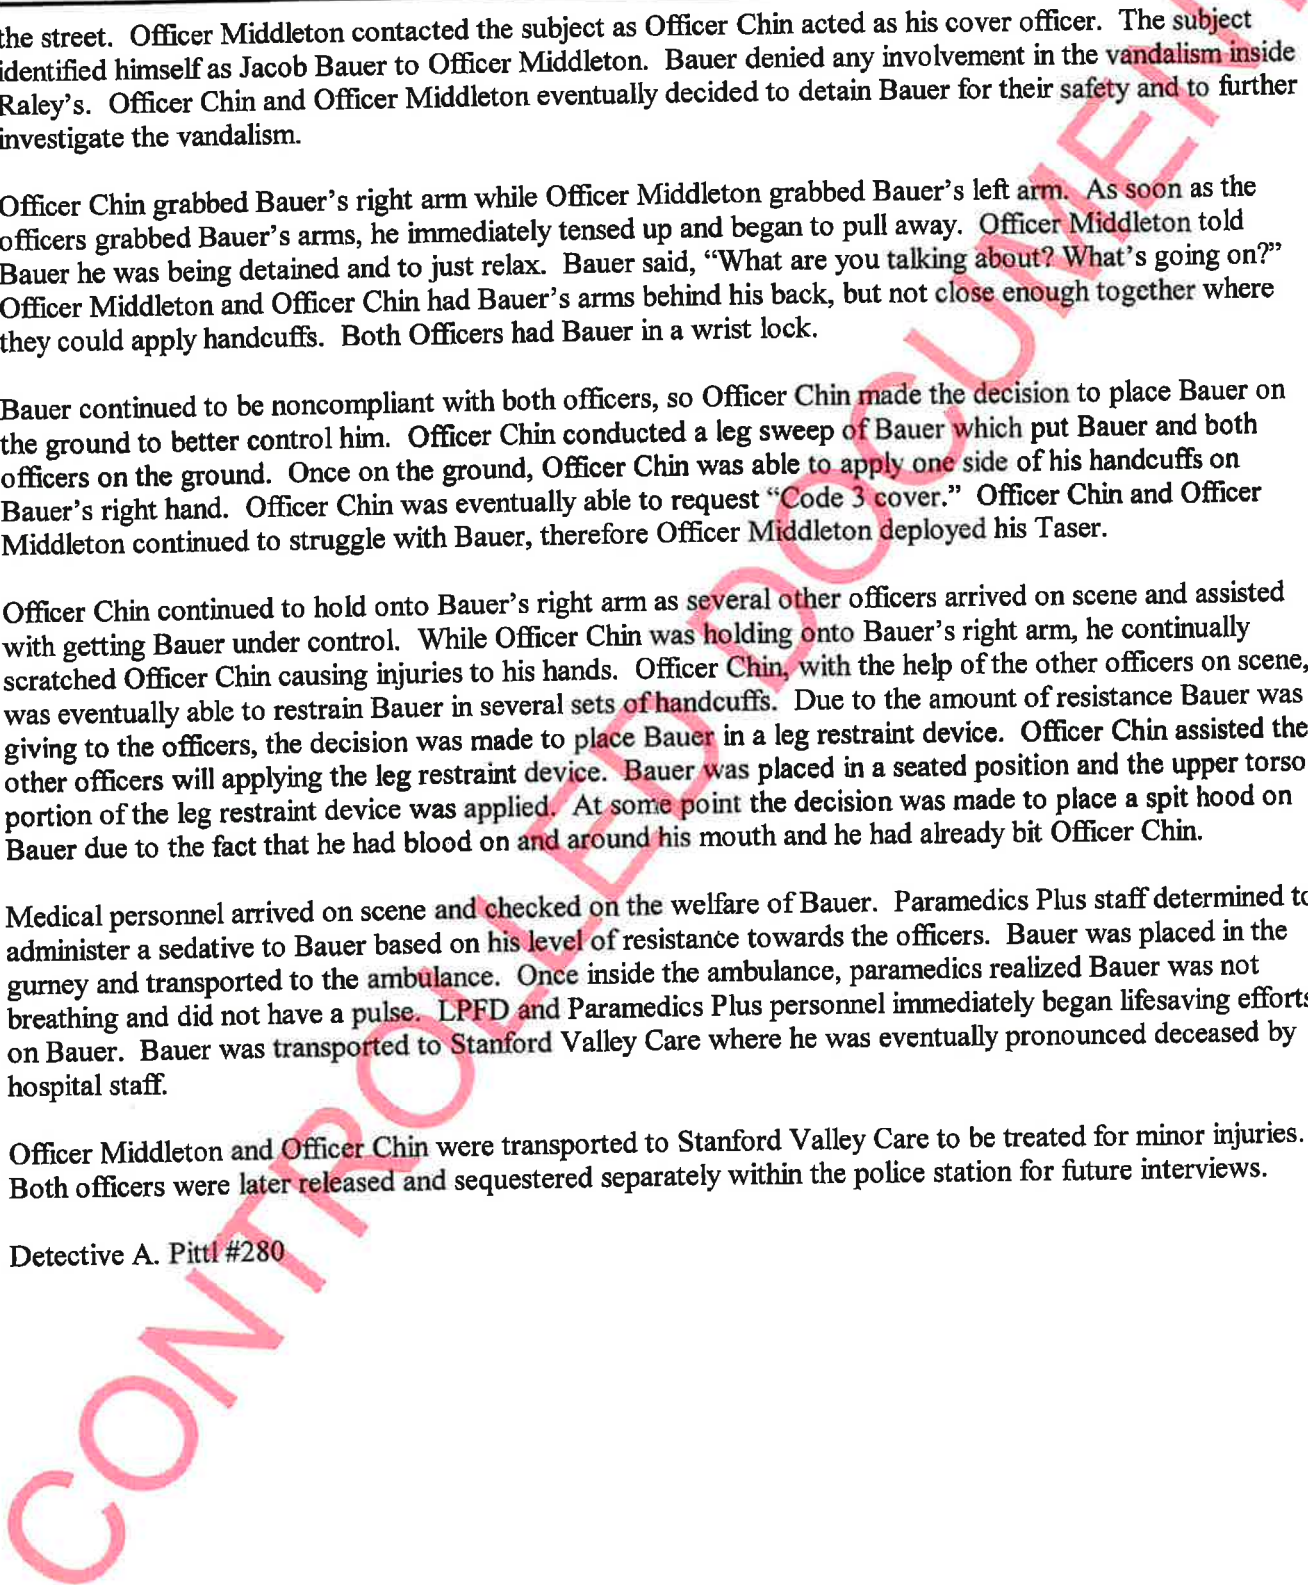 the street. Officer Middleton contacted the subject as Officer Chin acted as his cover officer. The subject
identified himself as Jacob Bauer to Officer Middleton. Bauer denied any involvement in the vandalism inside
Raley's. Officer Chin and Officer Middleton eventually decided to detain Bauer for their safety and to further
investigate the vandalism.
Officer Chin grabbed Bauer's right arm while Officer Middleton grabbed Bauer's left arm. As soon as the
officers grabbed Bauer's arms, he immediately tensed up and began to pull away. Officer Middleton told
Bauer he was being detained and to just relax. Bauer said, “What are you talking about? What's going on?”
Officer Middleton and Officer Chin had Bauer's arms behind his back, but not close enough together where
they could apply handcuffs. Both Officers had Bauer in a wrist lock.
Bauer continued to be noncompliant with both officers, so Officer Chin made the decision to place Bauer on
the ground to better control him. Officer Chin conducted a leg sweep of Bauer which put Bauer and both
officers on the ground. Once on the ground, Officer Chin was able to apply one side of his handcuffs on
Bauer's right hand. Officer Chin was eventually able to request “Code 3 cover.” Officer Chin and Officer
Middleton continued to struggle with Bauer, therefore Officer Middleton deployed his Taser.
Officer Chin continued to hold onto Bauer's right arm as several other officers arrived on scene and assisted
with getting Bauer under control. While Officer Chin was holding onto Bauer's right arm, he continually
scratched Officer Chin causing injuries to his hands. Officer Chin, with the help of the other officers on scene,
was eventually able to restrain Bauer in several sets of handcuffs. Due to the amount of resistance Bauer was
giving to the officers, the decision was made to place Bauer in a leg restraint device. Officer Chin assisted the
other officers will applying the leg restraint device. Bauer was placed in a seated position and the upper torso
portion of the leg restraint device was applied. At some point the decision was made to place a spit hood on
Bauer due to the fact that he had blood on and around his mouth and he had already bit Officer Chin.
Medical personnel arrived on scene and checked on the welfare of Bauer. Paramedics Plus staff determined to
administer a sedative to Bauer based on his level of resistance towards the officers. Bauer was placed in the
gurney and transported to the ambulance. Once inside the ambulance, paramedics realized Bauer was not
breathing and did not have a pulse. LPFD and Paramedics Plus personnel immediately began lifesaving efforts
on Bauer. Bauer was transported to Stanford Valley Care where he was eventually pronounced deceased by
hospital staff.
Officer Middleton and Officer Chin were transported to Stanford Valley Care to be treated for minor injuries.
Both officers were later released and sequestered separately within the police station for future interviews.
Detective A. Pittl #280
CONTROLLED DOCUMEN